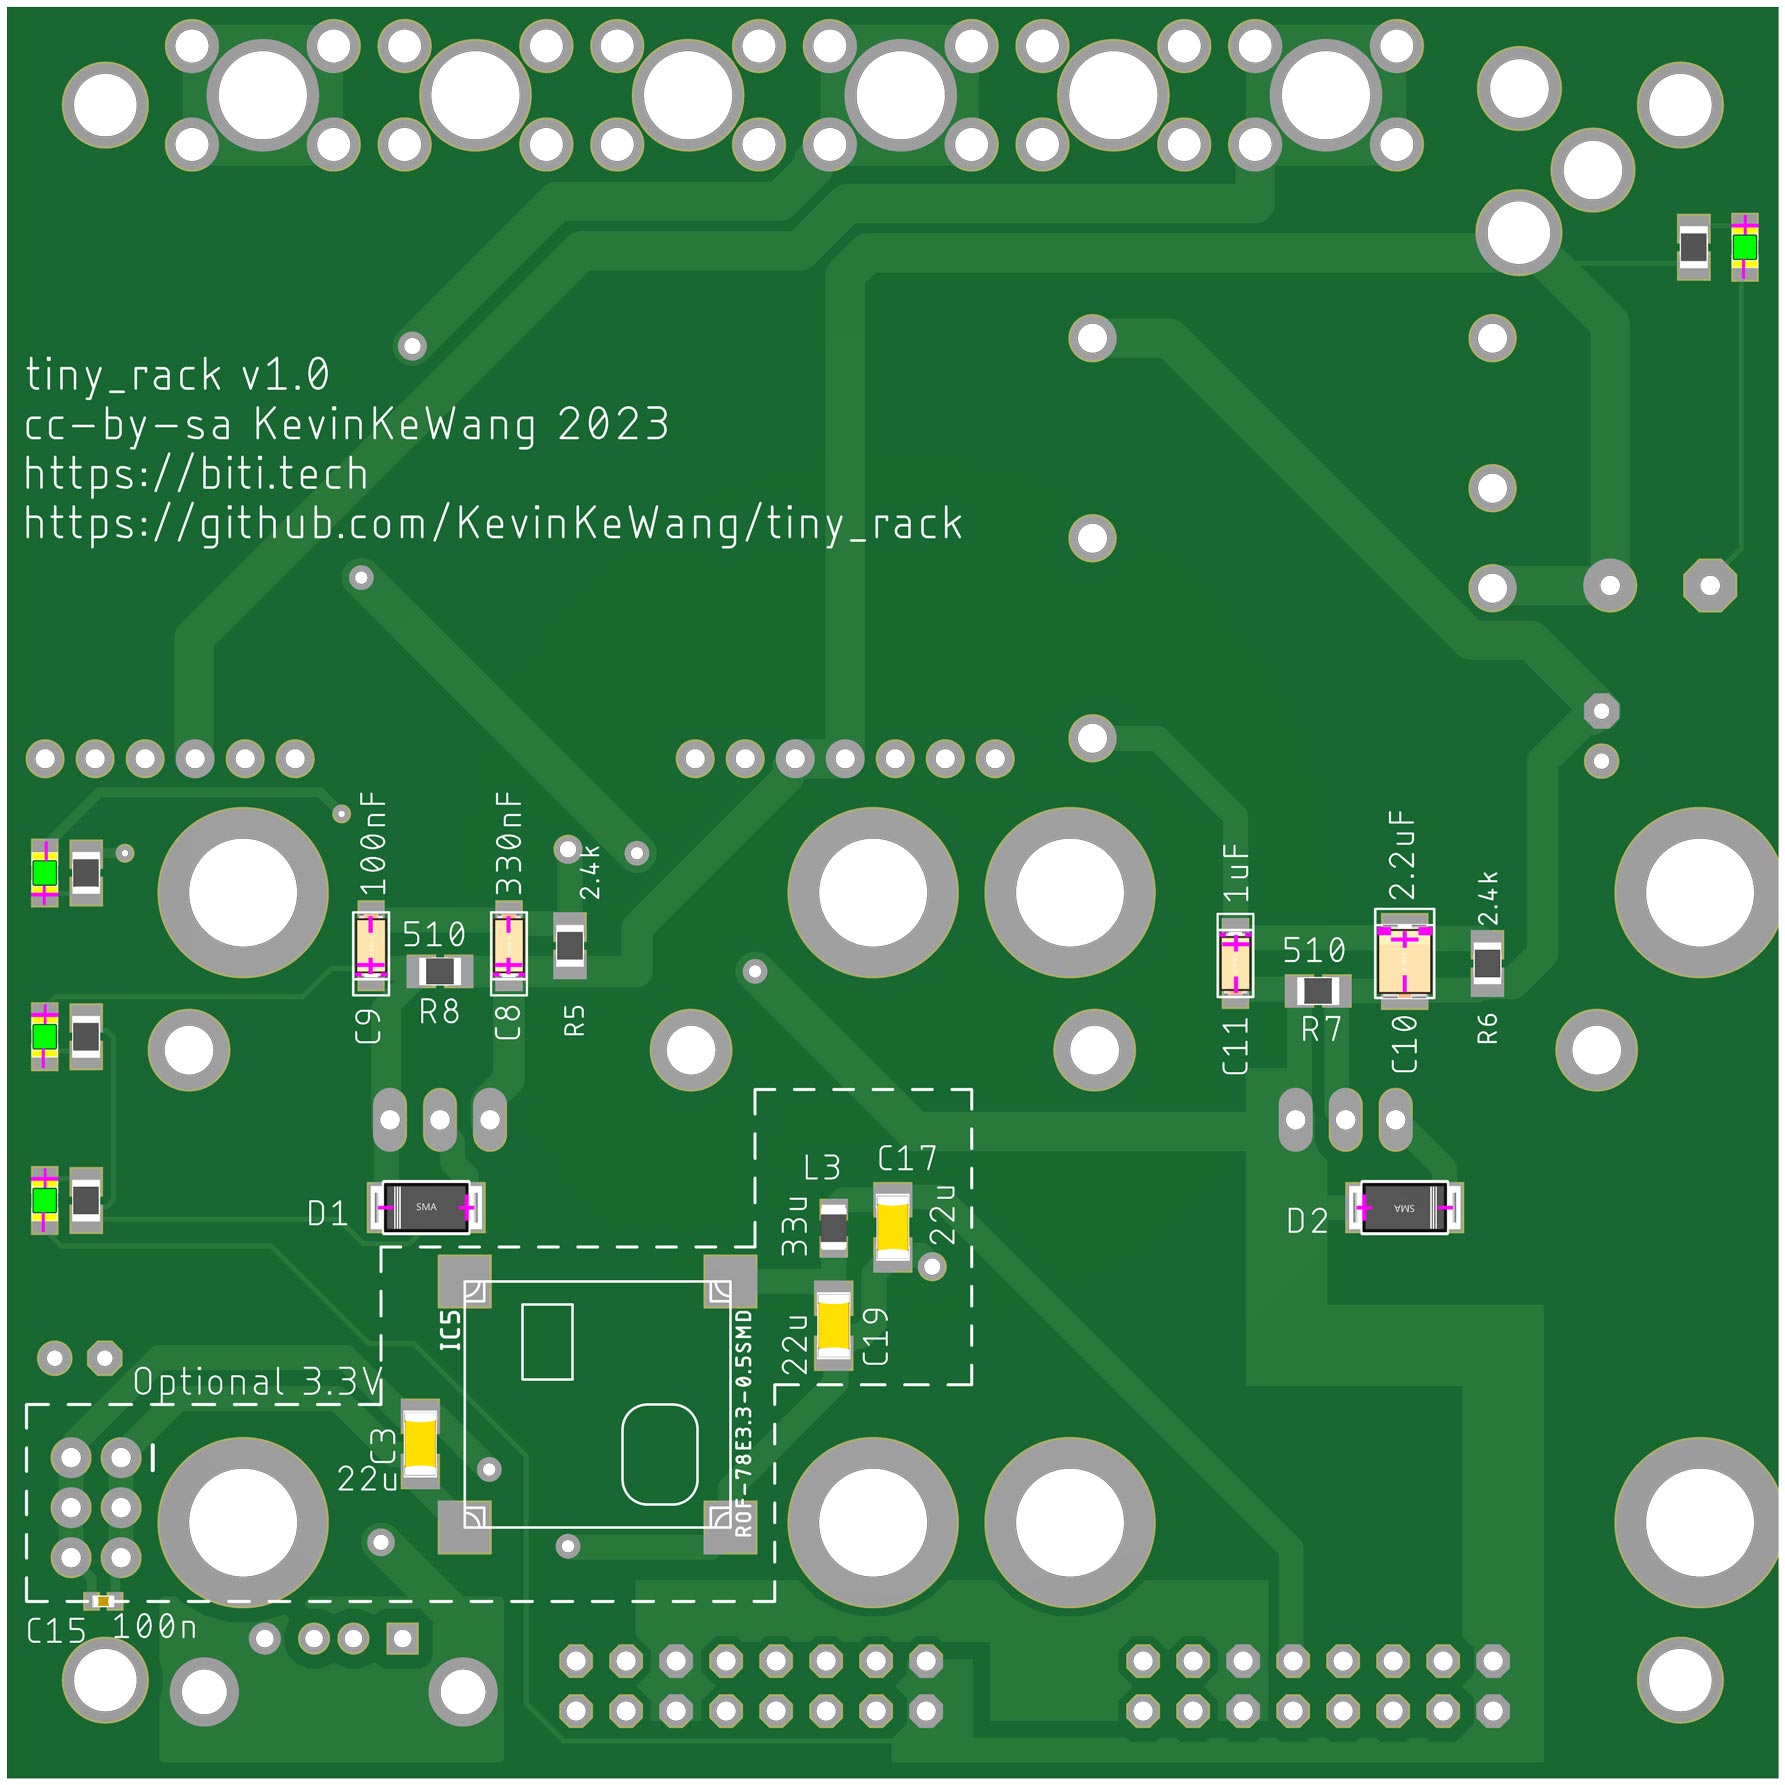 tiny_rack v1.0
cc-by-sa KevinKeWang 2023
https://biti.tech
https://github.com/KevinKeWang/tiny_rack
100nF
330nF
2.4k
510
R8
C9
C8
R5
1uF
2.2uF
2.4k
510
R7
C11
C10
R6
D1
SMA
L3
C17
33u
22u
D2
SMA
IC5
ROF-78E3.3-0.5SMD
22u
C19
Optional 3.3V
C3
22u
C15
100n